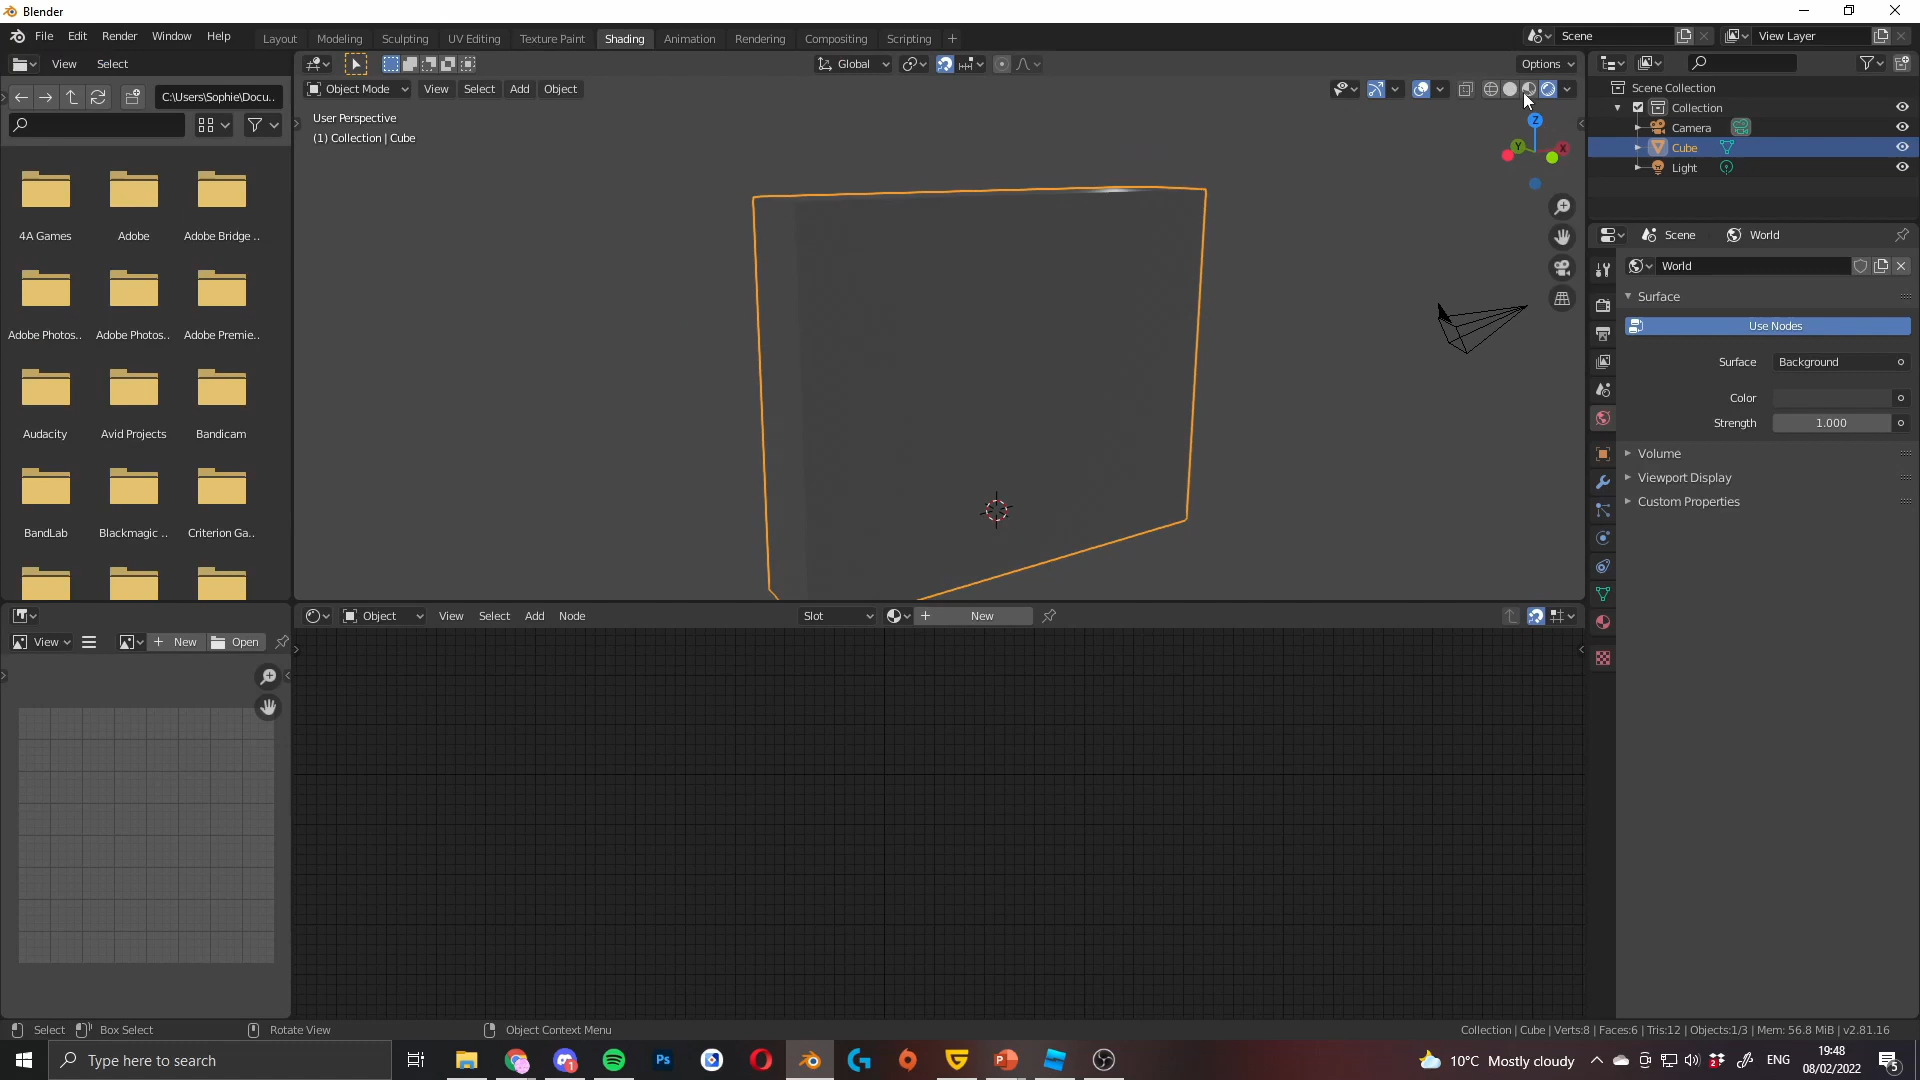 Blender
File Edit Render Window Help
Layout Modeling Sculpting UV Editing Texture Paint Shading Animation Rendering Compositing Scripting
Scene View Layer
View Select
Global Options
C:\Users\Sophie\Docu..
Object Mode View Select Add Object
User Perspective
(1) Collection | Cube
Z
Y
X
Scene Collection
Collection
Camera
Cube
Light
4A Games Adobe Adobe Bridge ..
Adobe Photos.. Adobe Photos.. Adobe Premie..
Audacity Avid Projects Bandicam
BandLab Blackmagic .. Criterion Ga..
Scene World
World
Surface
Use Nodes
Surface Background
Color
Strength 1.000
Volume
Viewport Display
Custom Properties
Object View Select Add Node Slot New
View New Open
Select Box Select Rotate View Object Context Menu
Collection | Cube | Verts:8 | Faces:6 | Tris:12 | Objects:1/3 | Mem: 56.8 MiB | v2.81.16
Type here to search
Ps
10°C Mostly cloudy
ENG
19:48
08/02/2022
5